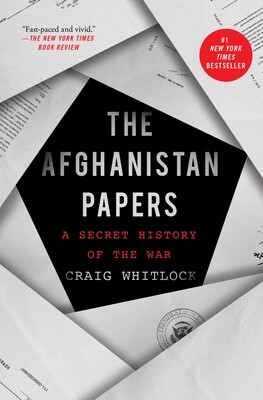 "Fast-paced and vivid."
—THE NEW YORK TIMES
BOOK REVIEW
#1
NEW YORK
TIMES
BESTSELLER
THE
AFGHANISTAN
PAPERS
A SECRET HISTORY
OF THE WAR
CRAIG WHITLOCK